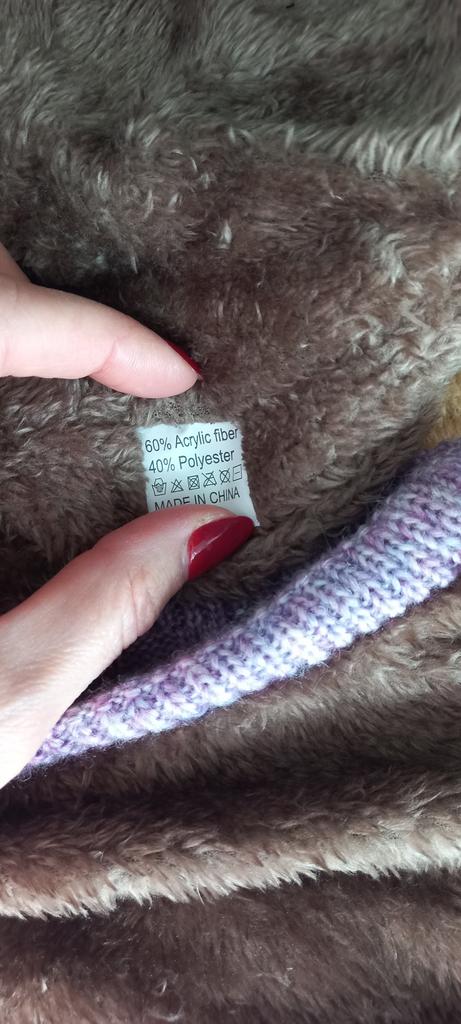 60% Acrylic fiber
40% Polyester
MADE IN CHINA